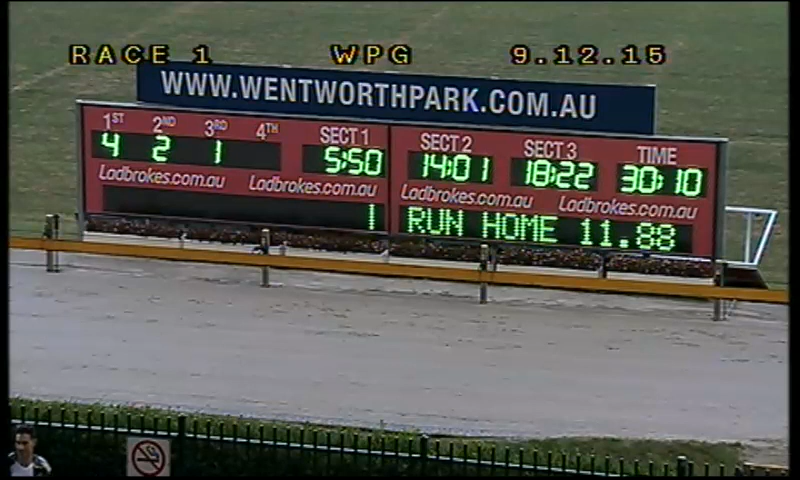 RACE 1 WPG 9.12.15
WWW.WENTWORTHPARK.COM.AU
1ST 2ND 3RD 4TH SECT 1 SECT 2 SECT 3 TIME
4 2 1 5:50 14:01 18:22 30:10
Ladbrokes.com.au Ladbrokes.com.au Ladbrokes.com.au Ladbrokes.com.au
1 RUN HOME 11.88